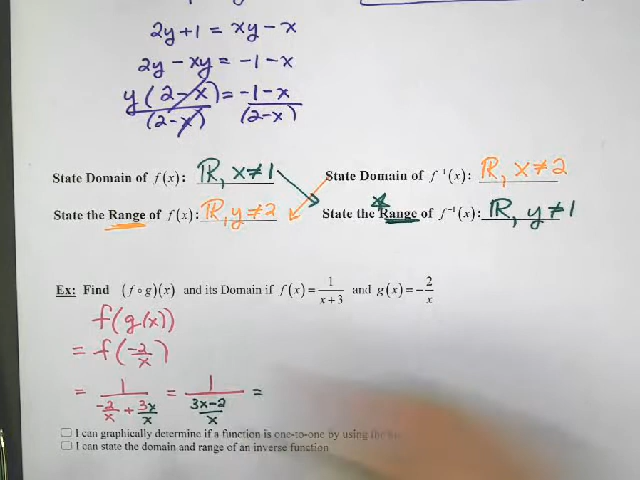 2y+1 = xy − x
2y − xy = −1 − x
y(2−x) = −1−x
(2−x) (2−x)
State Domain of f(x): ℝ, x≠1 State Domain of f⁻¹(x): ℝ, x≠2
State the Range of f(x): ℝ, y≠2 State the Range of f⁻¹(x): ℝ, y≠1
Ex: Find (f∘g)(x) and its Domain if f(x) = 1/(x+3) and g(x) = −2/x
f(g(x))
= f(−2/x)
= 1/(−2/x + 3x/x) = 1/((3x−2)/x) =
I can graphically determine if a function is one-to-one by using the
I can state the domain and range of an inverse function